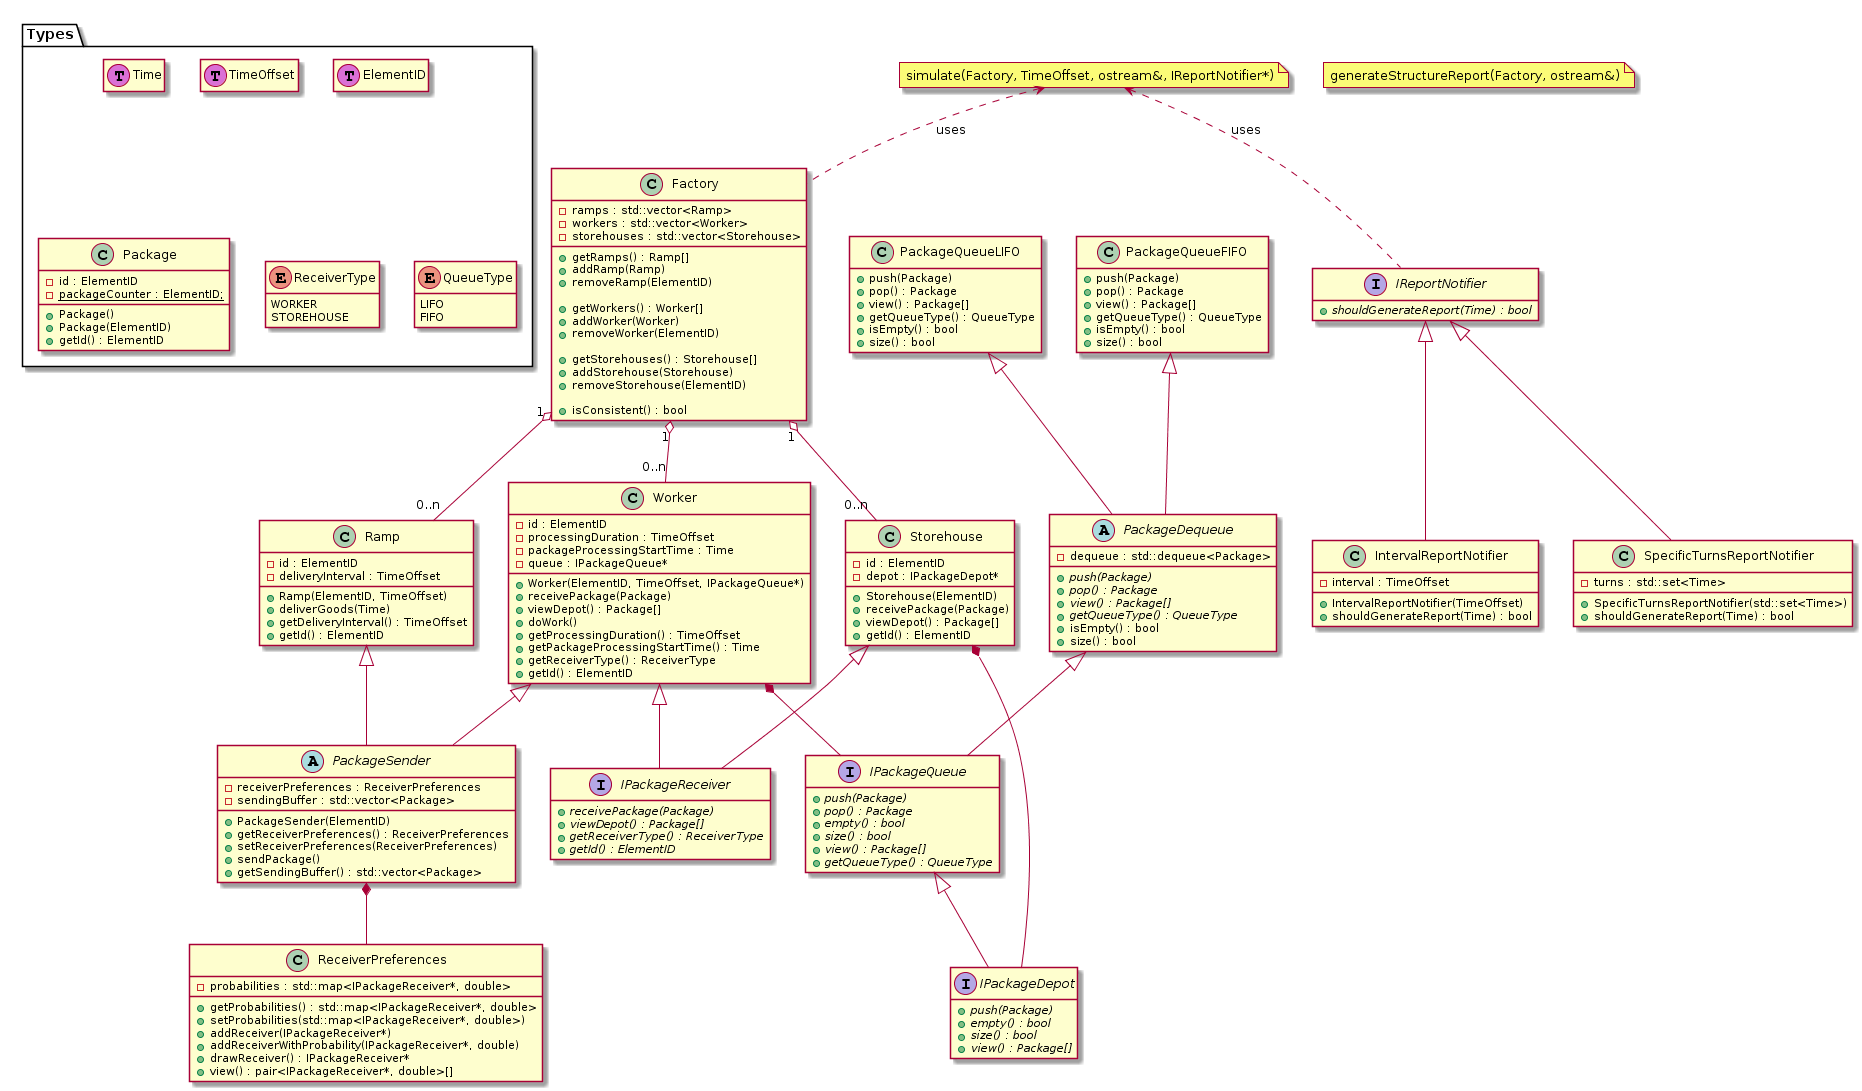 Types
T Time
T TimeOffset
T ElementID
C Package
id : ElementID
packageCounter : ElementID;
Package()
Package(ElementID)
getId() : ElementID
E ReceiverType
WORKER
STOREHOUSE
E QueueType
LIFO
FIFO
simulate(Factory, TimeOffset, ostream&, IReportNotifier*)
generateStructureReport(Factory, ostream&)
uses
uses
C Factory
ramps : std::vector<Ramp>
workers : std::vector<Worker>
storehouses : std::vector<Storehouse>
getRamps() : Ramp[]
addRamp(Ramp)
removeRamp(ElementID)
getWorkers() : Worker[]
addWorker(Worker)
removeWorker(ElementID)
getStorehouses() : Storehouse[]
addStorehouse(Storehouse)
removeStorehouse(ElementID)
isConsistent() : bool
C PackageQueueLIFO
push(Package)
pop() : Package
view() : Package[]
getQueueType() : QueueType
isEmpty() : bool
size() : bool
C PackageQueueFIFO
push(Package)
pop() : Package
view() : Package[]
getQueueType() : QueueType
isEmpty() : bool
size() : bool
I IReportNotifier
shouldGenerateReport(Time) : bool
1
1
1
0..n
0..n
0..n
C Ramp
id : ElementID
deliveryInterval : TimeOffset
Ramp(ElementID, TimeOffset)
deliverGoods(Time)
getDeliveryInterval() : TimeOffset
getId() : ElementID
C Worker
id : ElementID
processingDuration : TimeOffset
packageProcessingStartTime : Time
queue : IPackageQueue*
Worker(ElementID, TimeOffset, IPackageQueue*)
receivePackage(Package)
viewDepot() : Package[]
doWork()
getProcessingDuration() : TimeOffset
getPackageProcessingStartTime() : Time
getReceiverType() : ReceiverType
getId() : ElementID
C Storehouse
id : ElementID
depot : IPackageDepot*
Storehouse(ElementID)
receivePackage(Package)
viewDepot() : Package[]
getId() : ElementID
A PackageDequeue
dequeue : std::dequeue<Package>
push(Package)
pop() : Package
view() : Package[]
getQueueType() : QueueType
isEmpty() : bool
size() : bool
C IntervalReportNotifier
interval : TimeOffset
IntervalReportNotifier(TimeOffset)
shouldGenerateReport(Time) : bool
C SpecificTurnsReportNotifier
turns : std::set<Time>
SpecificTurnsReportNotifier(std::set<Time>)
shouldGenerateReport(Time) : bool
A PackageSender
receiverPreferences : ReceiverPreferences
sendingBuffer : std::vector<Package>
PackageSender(ElementID)
getReceiverPreferences() : ReceiverPreferences
setReceiverPreferences(ReceiverPreferences)
sendPackage()
getSendingBuffer() : std::vector<Package>
I IPackageReceiver
receivePackage(Package)
viewDepot() : Package[]
getReceiverType() : ReceiverType
getId() : ElementID
I IPackageQueue
push(Package)
pop() : Package
empty() : bool
size() : bool
view() : Package[]
getQueueType() : QueueType
C ReceiverPreferences
probabilities : std::map<IPackageReceiver*, double>
getProbabilities() : std::map<IPackageReceiver*, double>
setProbabilities(std::map<IPackageReceiver*, double>)
addReceiver(IPackageReceiver*)
addReceiverWithProbability(IPackageReceiver*, double)
drawReceiver() : IPackageReceiver*
view() : pair<IPackageReceiver*, double>[]
I IPackageDepot
push(Package)
empty() : bool
size() : bool
view() : Package[]